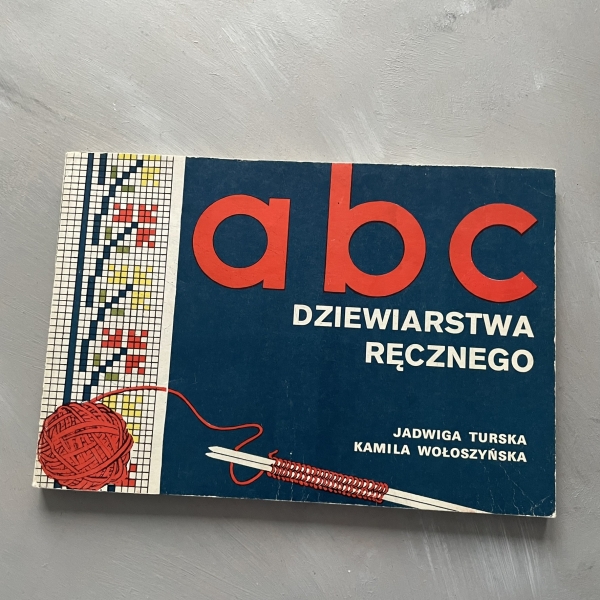 abc
DZIEWIARSTWA
RĘCZNEGO
JADWIGA TURSKA
KAMILA WOŁOSZYŃSKA